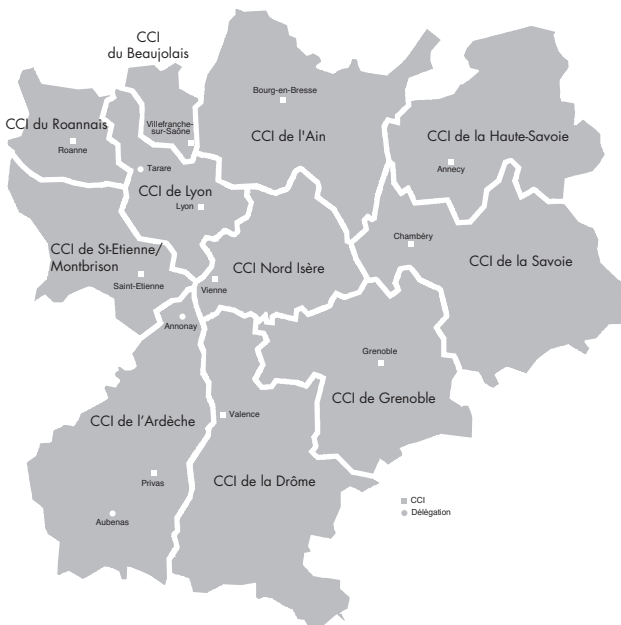 CCI
du Beaujolais
Bourg-en-Bresse
CCI du Roannais
Villefranche-
sur-Saône
CCI de l'Ain
CCI de la Haute-Savoie
Roanne
Tarare
Annecy
CCI de Lyon
Lyon
Chambéry
CCI de St-Etienne/
Montbrison
CCI Nord Isère
CCI de la Savoie
Saint-Etienne
Vienne
Annonay
Grenoble
CCI de Grenoble
Valence
CCI de l'Ardèche
CCI de la Drôme
Privas
CCI
Délègation
Aubenas